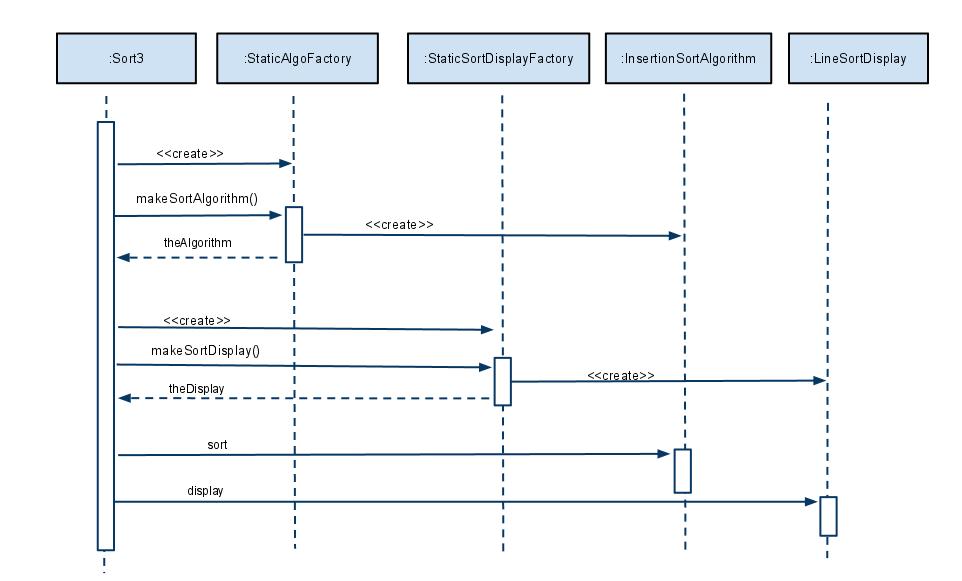 :Sort3
:StaticAlgoFactory
:StaticSortDisplayFactory
:InsertionSortAlgorithm
:LineSortDisplay
<<create>>
makeSortAlgorithm()
<<create>>
theAlgorithm
<<create>>
makeSortDisplay()
<<create>>
theDisplay
sort
display